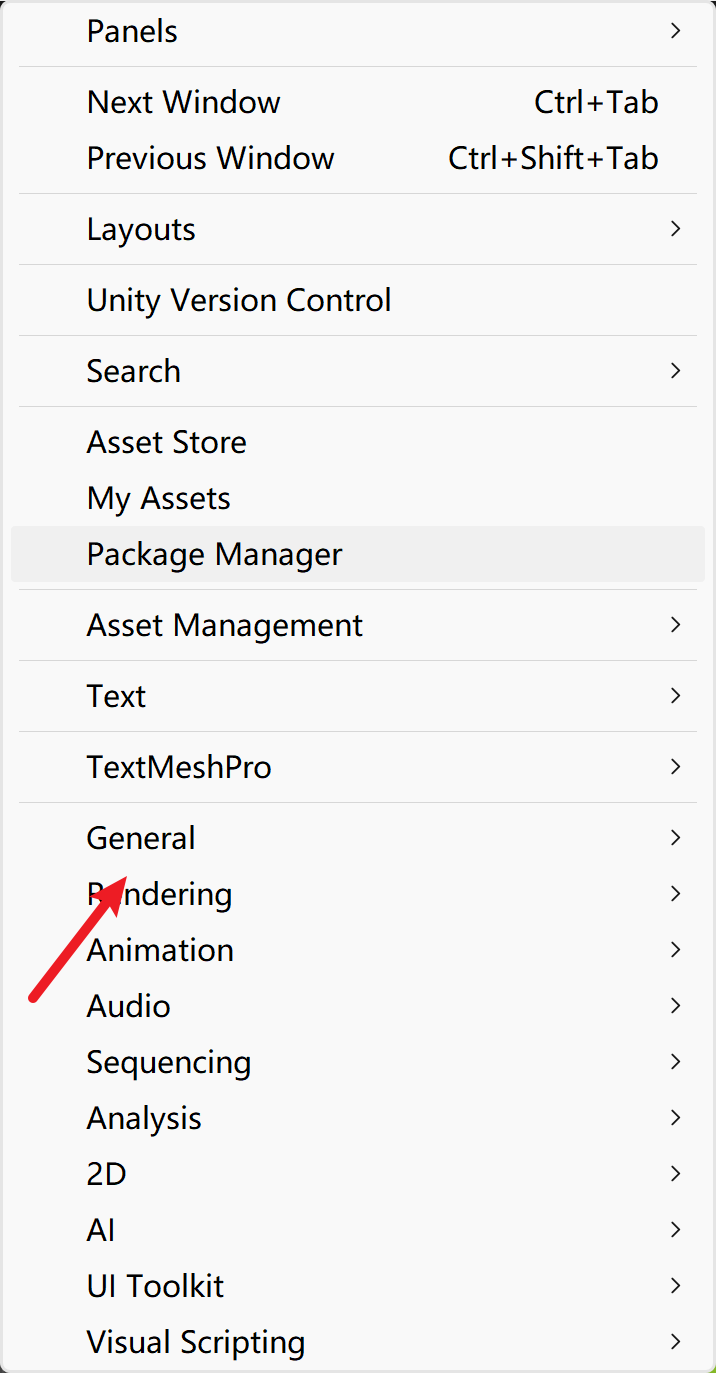 Panels
Next Window Ctrl+Tab
Previous Window Ctrl+Shift+Tab
Layouts
Unity Version Control
Search
Asset Store
My Assets
Package Manager
Asset Management
Text
TextMeshPro
General
Rendering
Animation
Audio
Sequencing
Analysis
2D
AI
UI Toolkit
Visual Scripting